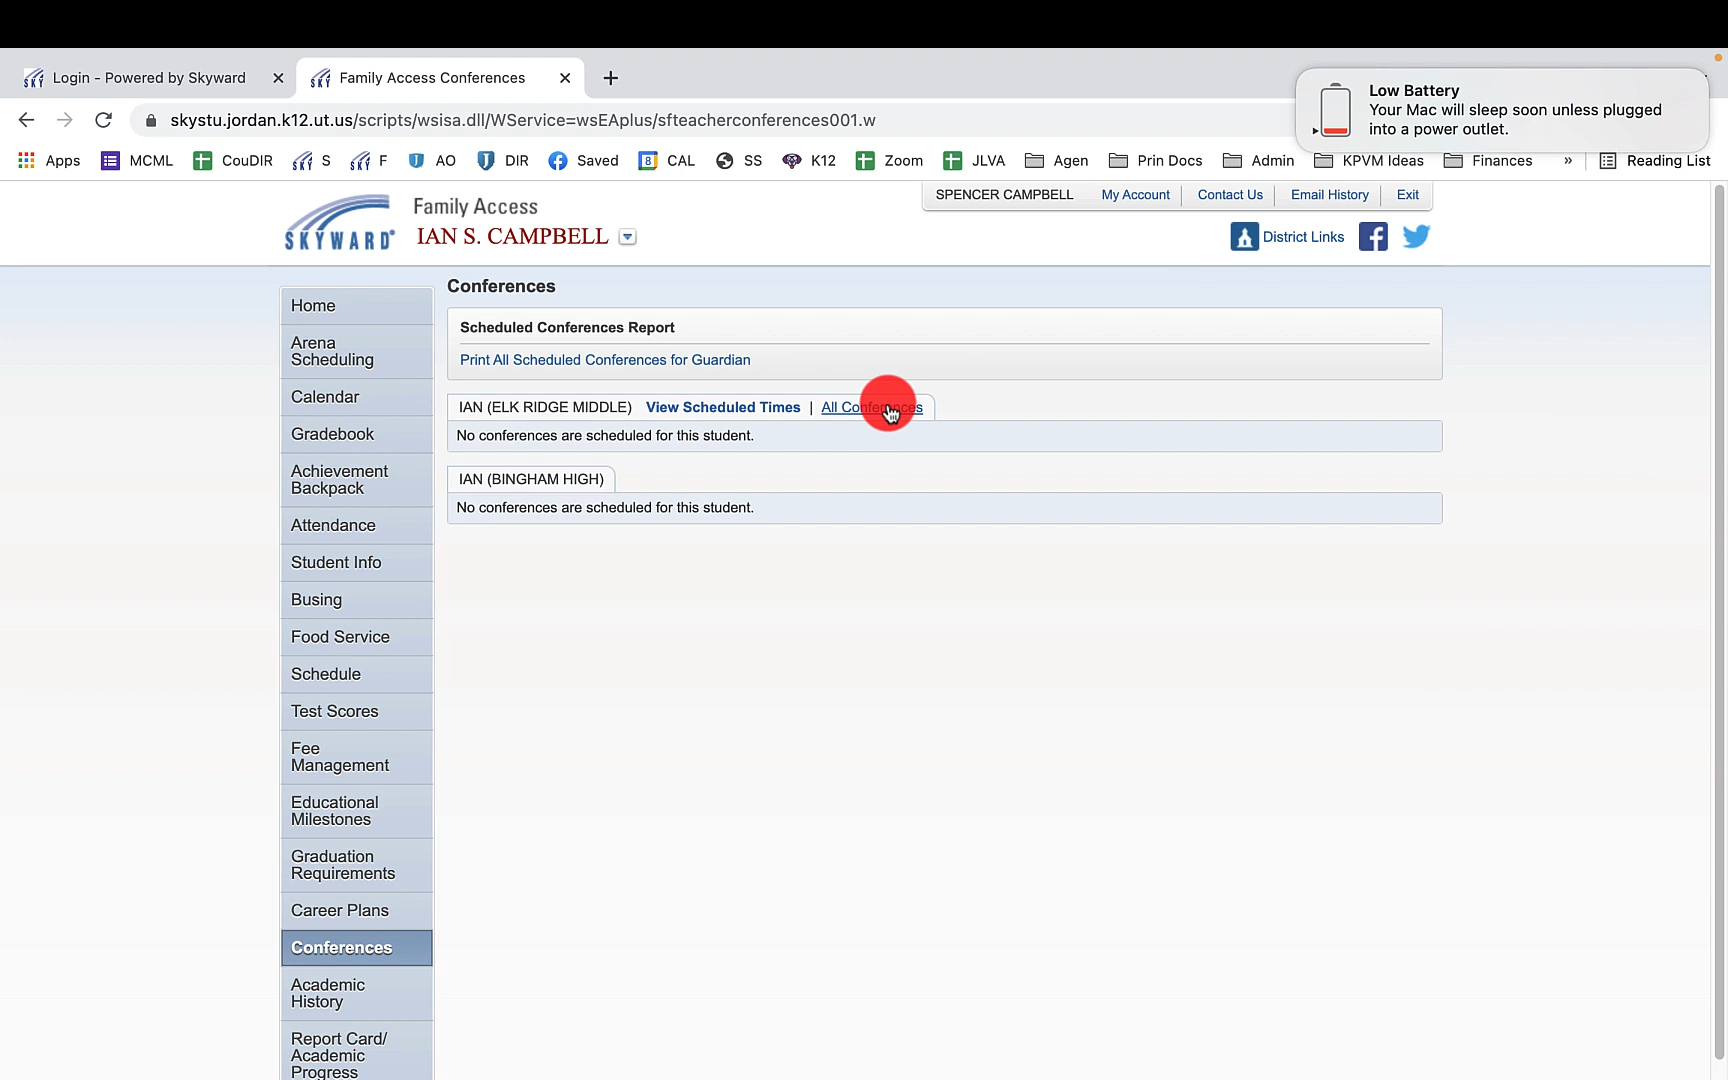 Login - Powered by Skyward
Family Access Conferences
Low Battery
Your Mac will sleep soon unless plugged
into a power outlet.
skystu.jordan.k12.ut.us/scripts/wsisa.dll/WService=wsEAplus/sfteacherconferences001.w
Apps MCML CouDIR S F AO DIR Saved CAL SS K12 Zoom JLVA Agen Prin Docs Admin KPVM Ideas Finances » Reading List
SKYWARD
Family Access
IAN S. CAMPBELL
SPENCER CAMPBELL My Account Contact Us Email History Exit
District Links
Home
Arena
Scheduling
Calendar
Gradebook
Achievement
Backpack
Attendance
Student Info
Busing
Food Service
Schedule
Test Scores
Fee
Management
Educational
Milestones
Graduation
Requirements
Career Plans
Conferences
Academic
History
Report Card/
Academic
Progress
Conferences
Scheduled Conferences Report
Print All Scheduled Conferences for Guardian
IAN (ELK RIDGE MIDDLE) View Scheduled Times | All Conferences
No conferences are scheduled for this student.
IAN (BINGHAM HIGH)
No conferences are scheduled for this student.